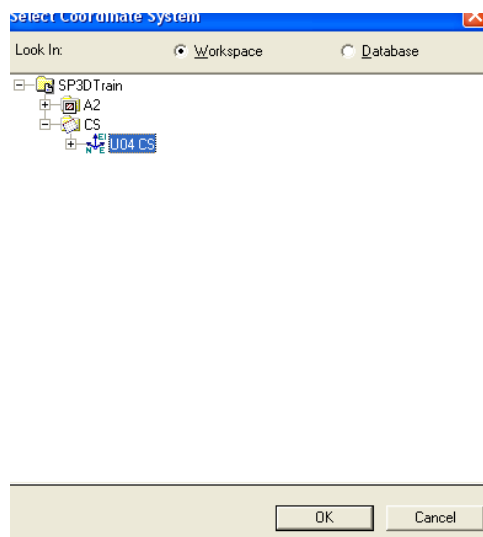 Select Coordinate System
Look In: Workspace Database
SP3DTrain
A2
CS
U04 CS
OK Cancel